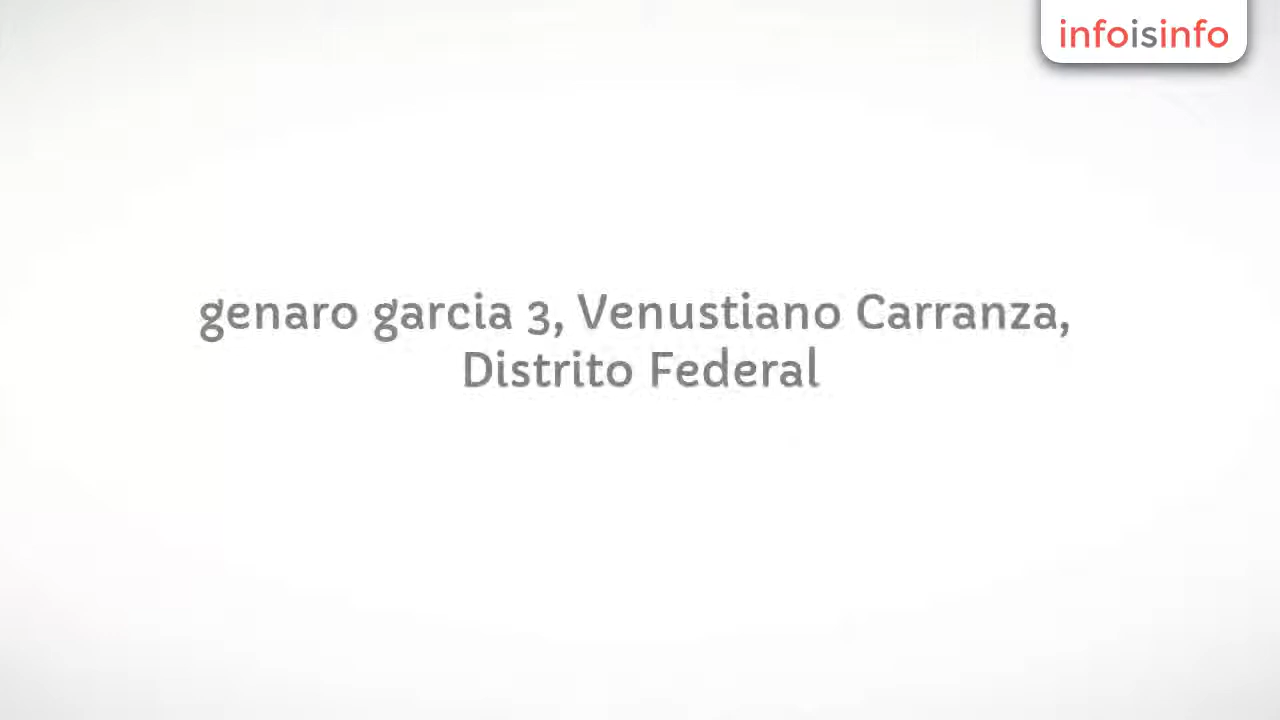 infoisinfo
genaro garcia 3, Venustiano Carranza,
Distrito Federal